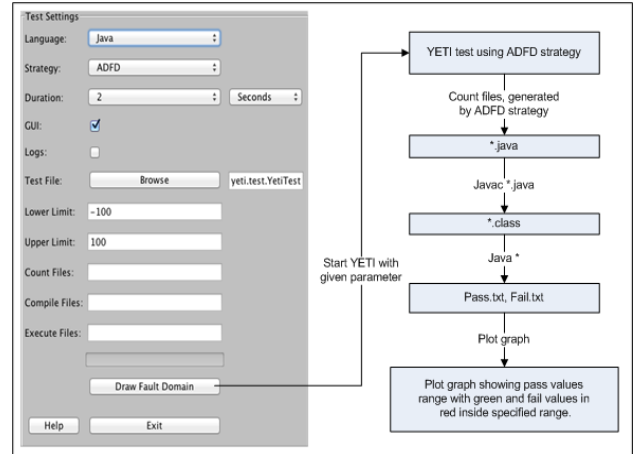 Test Settings
Language: Java
Strategy: ADFD
Duration: 2 Seconds
GUI:
Logs:
Test File: Browse yeti.test.YetiTest
Lower Limit: -100
Upper Limit: 100
Count Files:
Compile Files:
Execute Files:
Draw Fault Domain
Help Exit
Start YETI with
given parameter
YETI test using ADFD strategy
Count files, generated
by ADFD strategy
*.java
Javac *.java
*.class
Java *
Pass.txt, Fail.txt
Plot graph
Plot graph showing pass values
range with green and fail values in
red inside specified range.